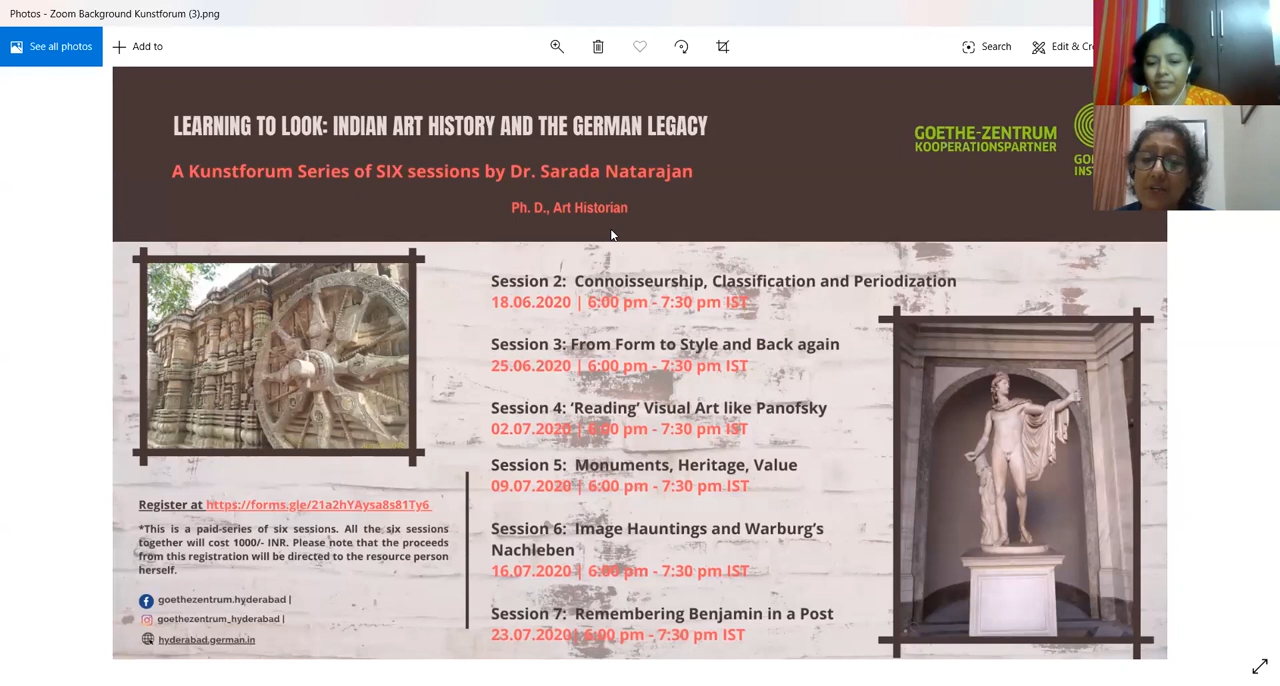 Photos - Zoom Background Kunstforum (3).png
See all photos
Add to
Search
Edit & Cr
LEARNING TO LOOK: INDIAN ART HISTORY AND THE GERMAN LEGACY
A Kunstforum Series of SIX sessions by Dr. Sarada Natarajan
Ph. D., Art Historian
GOETHE-ZENTRUM
KOOPERATIONSPARTNER
GO
INS
Session 2: Connoisseurship, Classification and Periodization
18.06.2020 | 6:00 pm - 7:30 pm IST
Session 3: From Form to Style and Back again
25.06.2020 | 6:00 pm - 7:30 pm IST
Session 4: ‘Reading’ Visual Art like Panofsky
02.07.2020 | 6:00 pm - 7:30 pm IST
Session 5: Monuments, Heritage, Value
09.07.2020 | 6:00 pm - 7:30 pm IST
Session 6: Image Hauntings and Warburg’s
Nachleben
16.07.2020 | 6:00 pm - 7:30 pm IST
Session 7: Remembering Benjamin in a Post
23.07.2020| 6:00 pm - 7:30 pm IST
Register at https://forms.gle/21a2hYAysa8s81Ty6
*This is a paid-series of six sessions. All the six sessions
together will cost 1000/- INR. Please note that the proceeds
from this registration will be directed to the resource person
herself.
goethezentrum.hyderabad |
goethezentrum_hyderabad |
hyderabad.german.in